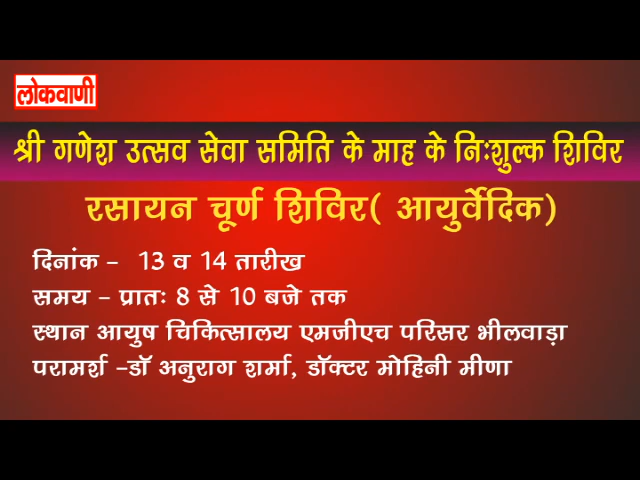 लोकवाणी
श्री गणेश उत्सव सेवा समिति के माह के निःशुल्क शिविर
रसायन चूर्ण शिविर( आयुर्वेदिक)
दिनांक – 13 व 14 तारीख
समय – प्रातः 8 से 10 बजे तक
स्थान आयुष चिकित्सालय एमजीएच परिसर भीलवाड़ा
परामर्श –डॉ अनुराग शर्मा, डॉक्टर मोहिनी मीणा